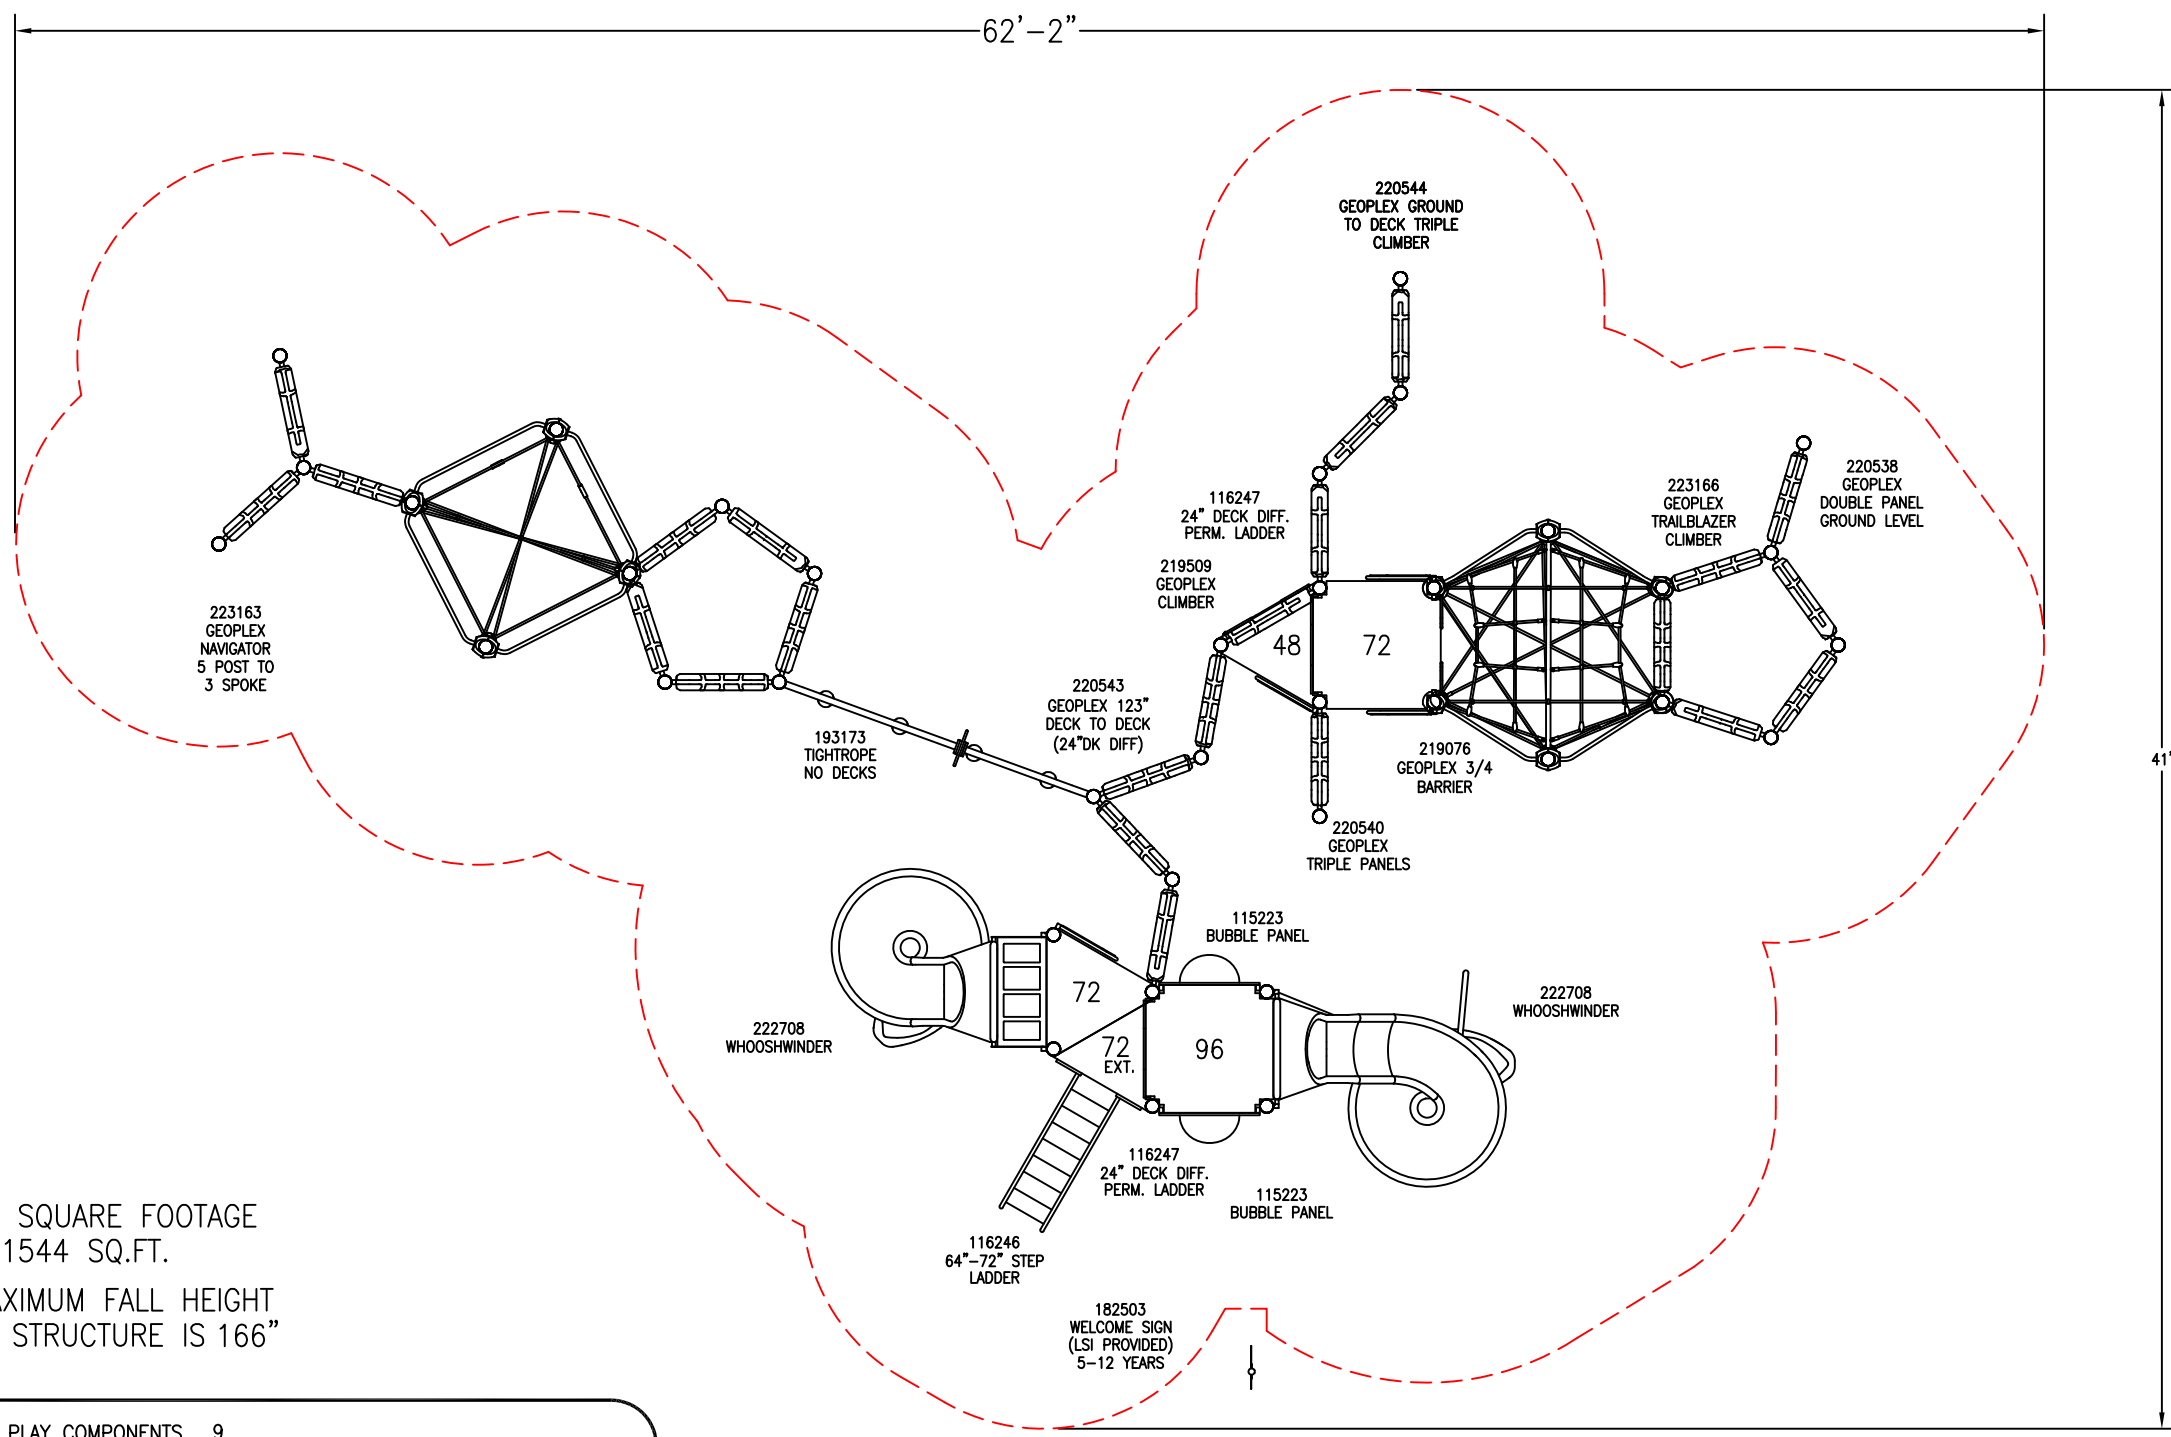 62'-2"
220544
GEOPLEX GROUND
TO DECK TRIPLE
CLIMBER
116247
24" DECK DIFF.
PERM. LADDER
223166
GEOPLEX
TRAILBLAZER
CLIMBER
220538
GEOPLEX
DOUBLE PANEL
GROUND LEVEL
219509
GEOPLEX
CLIMBER
223163
GEOPLEX
NAVIGATOR
5 POST TO
3 SPOKE
48
72
220543
GEOPLEX 123"
DECK TO DECK
(24"DK DIFF)
193173
TIGHTROPE
NO DECKS
219076
GEOPLEX 3/4
BARRIER
41'
220540
GEOPLEX
TRIPLE PANELS
115223
BUBBLE PANEL
72
222708
WHOOSHWINDER
222708
WHOOSHWINDER
72
EXT.
96
116247
24" DECK DIFF.
PERM. LADDER
115223
BUBBLE PANEL
116246
64"-72" STEP
LADDER
182503
WELCOME SIGN
(LSI PROVIDED)
5-12 YEARS
SQUARE FOOTAGE
1544 SQ.FT.
AXIMUM FALL HEIGHT
STRUCTURE IS 166"
PLAY COMPONENTS 9